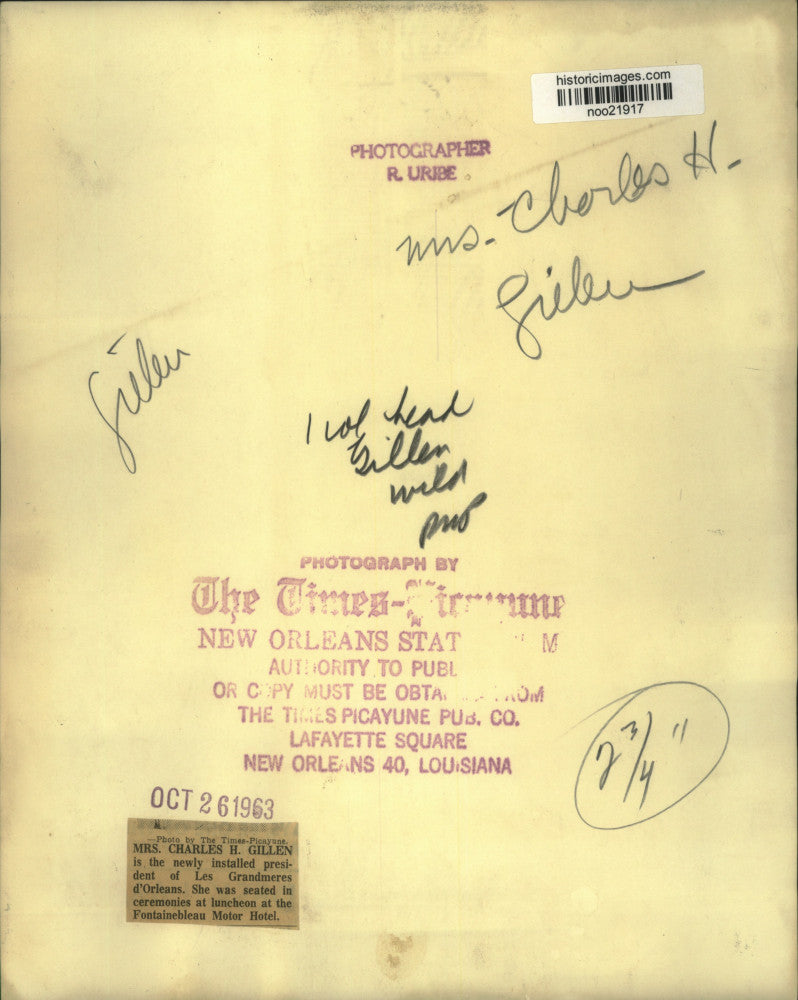 historicimages.com
noo21917
PHOTOGRAPHER
R. URIBE
Mrs. Charles H.
Gillen
Gillen
1 col head
Gillen
wild
PHOTOGRAPH BY
The Times-Picayune
NEW ORLEANS STAT M
AUTHORITY TO PUBL
OR COPY MUST BE OBTA OM
THE TIMES PICAYUNE PUB. CO.
LAFAYETTE SQUARE
NEW ORLEANS 40, LOUISIANA
2 3/4"
OCT 26 1963
—Photo by The Times-Picayune.
MRS. CHARLES H. GILLEN
is the newly installed presi-
dent of Les Grandmeres
d'Orleans. She was seated in
ceremonies at luncheon at the
Fontainebleau Motor Hotel.